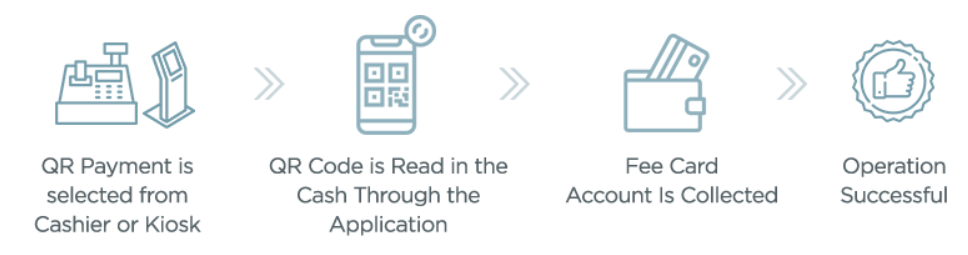 QR Payment is
selected from
Cashier or Kiosk
QR Code is Read in the
Cash Through the
Application
Fee Card
Account Is Collected
Operation
Successful